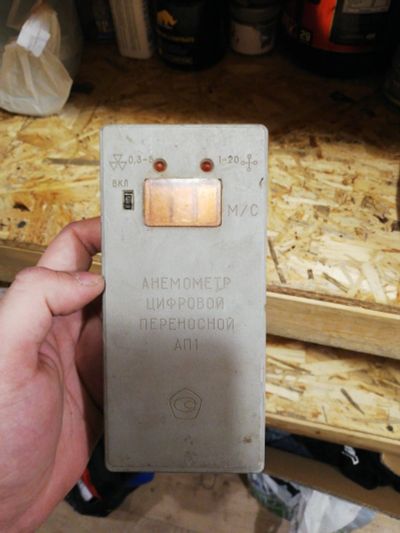 0,3-5 1-20
ВКЛ
М/С
АНЕМОМЕТР
ЦИФРОВОЙ
ПЕРЕНОСНОЙ
АП1